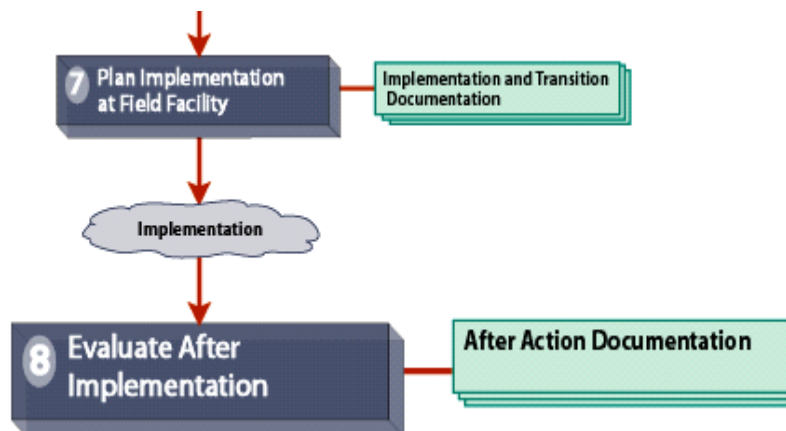 7 Plan Implementation
at Field Facility
Implementation and Transition
Documentation
Implementation
8 Evaluate After
Implementation
After Action Documentation